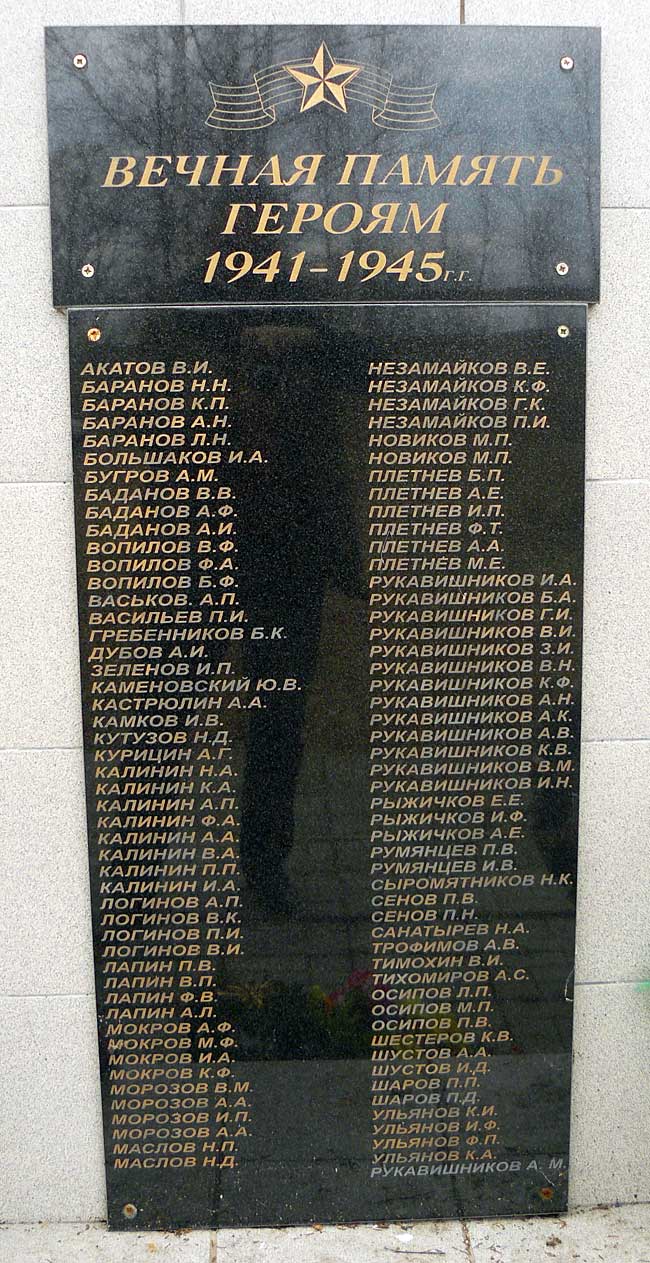 ВЕЧНАЯ ПАМЯТЬ
ГЕРОЯМ
1941-1945г.г.
АКАТОВ В.И.
БАРАНОВ Н.Н.
БАРАНОВ К.П.
БАРАНОВ А.Н.
БАРАНОВ Л.Н.
БОЛЬШАКОВ И.А.
БУГРОВ А.М.
БАДАНОВ В.В.
БАДАНОВ А.Ф.
БАДАНОВ А.И.
ВОПИЛОВ В.Ф.
ВОПИЛОВ Ф.А.
ВОПИЛОВ Б.Ф.
ВАСЬКОВ. А.П.
ВАСИЛЬЕВ П.И.
ГРЕБЕННИКОВ Б.К.
ДУБОВ А.И.
ЗЕЛЕНОВ И.П.
КАМЕНОВСКИЙ Ю.В.
КАСТРЮЛИН А.А.
КАМКОВ И.В.
КУТУЗОВ Н.Д.
КУРИЦИН А.Г.
КАЛИНИН Н.А.
КАЛИНИН К.А.
КАЛИНИН А.П.
КАЛИНИН Ф.А.
КАЛИНИН А.А.
КАЛИНИН В.А.
КАЛИНИН П.П.
КАЛИНИН И.А.
ЛОГИНОВ А.П.
ЛОГИНОВ В.К.
ЛОГИНОВ П.И.
ЛОГИНОВ В.И.
ЛАПИН П.В.
ЛАПИН В.П.
ЛАПИН Ф.В.
ЛАПИН А.Л.
МОКРОВ А.Ф.
МОКРОВ М.Ф.
МОКРОВ И.А.
МОКРОВ К.Ф.
МОРОЗОВ В.М.
МОРОЗОВ А.А.
МОРОЗОВ И.П.
МОРОЗОВ А.А.
МАСЛОВ Н.П.
МАСЛОВ Н.Д.
НЕЗАМАЙКОВ В.Е.
НЕЗАМАЙКОВ К.Ф.
НЕЗАМАЙКОВ Г.К.
НЕЗАМАЙКОВ П.И.
НОВИКОВ М.П.
НОВИКОВ М.П.
ПЛЕТНЕВ Б.П.
ПЛЕТНЕВ А.Е.
ПЛЕТНЕВ И.П.
ПЛЕТНЕВ Ф.Т.
ПЛЕТНЕВ А.А.
ПЛЕТНЕВ М.Е.
РУКАВИШНИКОВ И.А.
РУКАВИШНИКОВ Б.А.
РУКАВИШНИКОВ Г.И.
РУКАВИШНИКОВ В.И.
РУКАВИШНИКОВ З.И.
РУКАВИШНИКОВ В.Н.
РУКАВИШНИКОВ К.Ф.
РУКАВИШНИКОВ А.Н.
РУКАВИШНИКОВ А.К.
РУКАВИШНИКОВ А.В.
РУКАВИШНИКОВ К.В.
РУКАВИШНИКОВ В.М.
РУКАВИШНИКОВ И.Н.
РЫЖИЧКОВ Е.Е.
РЫЖИЧКОВ И.Ф.
РЫЖИЧКОВ А.Е.
РУМЯНЦЕВ П.В.
РУМЯНЦЕВ И.В.
СЫРОМЯТНИКОВ Н.К.
СЕНОВ П.В.
СЕНОВ П.Н.
САНАТЫРЕВ Н.А.
ТРОФИМОВ А.В.
ТИМОХИН В.И.
ТИХОМИРОВ А.С.
ОСИПОВ Л.П.
ОСИПОВ М.П.
ОСИПОВ П.В.
ШЕСТЕРОВ К.В.
ШУСТОВ А.А.
ШУСТОВ И.Д.
ШАРОВ П.П.
ШАРОВ П.Д.
УЛЬЯНОВ К.И.
УЛЬЯНОВ И.Ф.
УЛЬЯНОВ Ф.П.
УЛЬЯНОВ К.А.
РУКАВИШНИКОВ А. М.